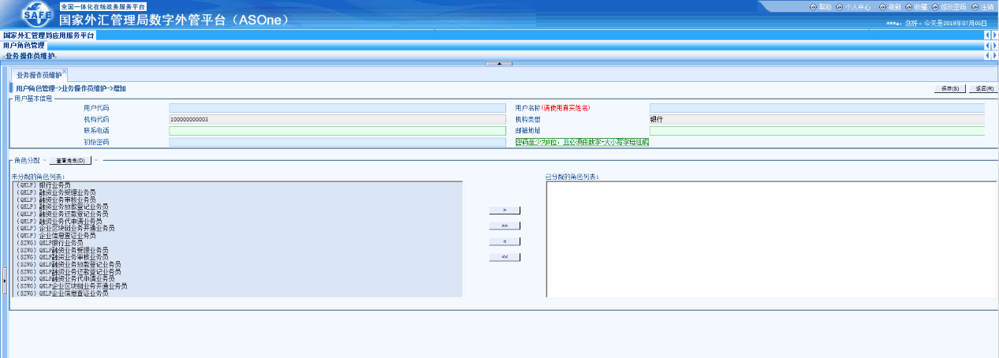 全国一体化在线政务服务平台
SAFE 国家外汇管理局数字外管平台（ASOne）
帮助 个人中心 刷新 收藏 修改密码 注销
****，您好，今天是2019年07月05日
国家外汇管理局应用服务平台
用户角色管理
业务操作员维护
业务操作员维护
用户角色管理->业务操作员维护->增加 保存(S) 返回(R)
用户基本信息
用户代码 用户名称(请使用真实姓名)
机构代码 100000000003 机构类型 银行
联系电话 邮箱地址
初始密码 密码至少为8位，且必须由数字+大小写字母组成
角色分配 - 查看角色(D) -
未分配的角色列表: 已分配的角色列表:
(QKLP) 银行业务员
(QKLP) 融资业务受理业务员
(QKLP) 融资业务审核业务员
(QKLP) 融资业务放款登记业务员
(QKLP) 融资业务还款登记业务员
(QKLP) 融资业务代申请业务员
(QKLP) 企业区块链业务开通业务员
(QKLP) 企业信息查证业务员
(SZWG) QKLP银行业务员
(SZWG) QKLP融资业务受理业务员
(SZWG) QKLP融资业务审核业务员
(SZWG) QKLP融资业务放款登记业务员
(SZWG) QKLP融资业务还款登记业务员
(SZWG) QKLP融资业务代申请业务员
(SZWG) QKLP企业区块链业务开通业务员
(SZWG) QKLP企业信息查证业务员
>
>>
<
<<